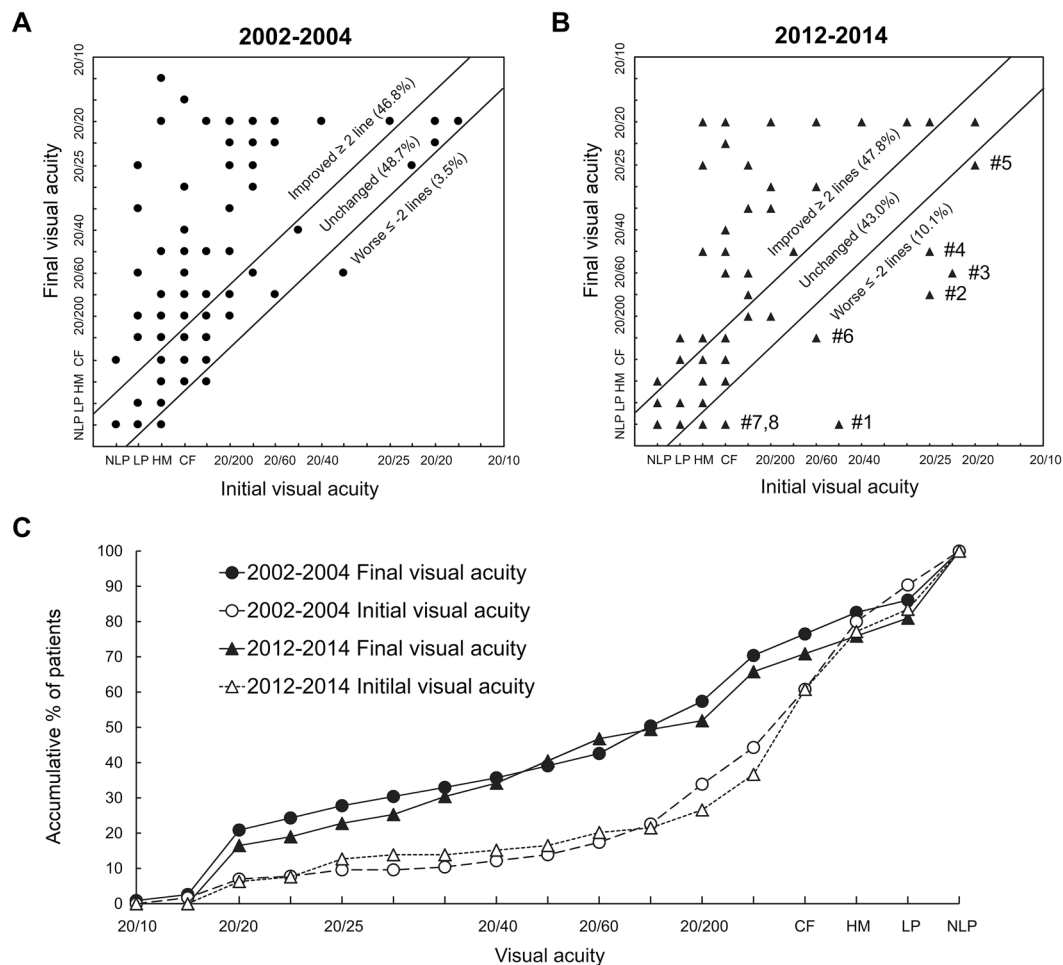 A
2002-2004
Final visual acuity
20/10
20/20
20/25
20/40
20/60
20/200
CF
HM
LP
NLP
Improved ≥ 2 line (46.8%)
Unchanged (48.7%)
Worse ≤ -2 lines (3.5%)
NLP LP HM CF 20/200 20/60 20/40 20/25 20/20 20/10
Initial visual acuity
B
2012-2014
Final visual acuity
20/10
20/20
20/25
20/40
20/60
20/200
CF
HM
LP
NLP
Improved ≥ 2 lines (47.8%)
Unchanged (43.0%)
Worse ≤ -2 lines (10.1%)
#5
#4
#3
#2
#6
#7,8
#1
NLP LP HM CF 20/200 20/60 20/40 20/25 20/20 20/10
Initial visual acuity
C
Accumulative % of patients
100
90
80
70
60
50
40
30
20
10
0
2002-2004 Final visual acuity
2002-2004 Initial visual acuity
2012-2014 Final visual acuity
2012-2014 Initilal visual acuity
20/10 20/20 20/25 20/40 20/60 20/200 CF HM LP NLP
Visual acuity